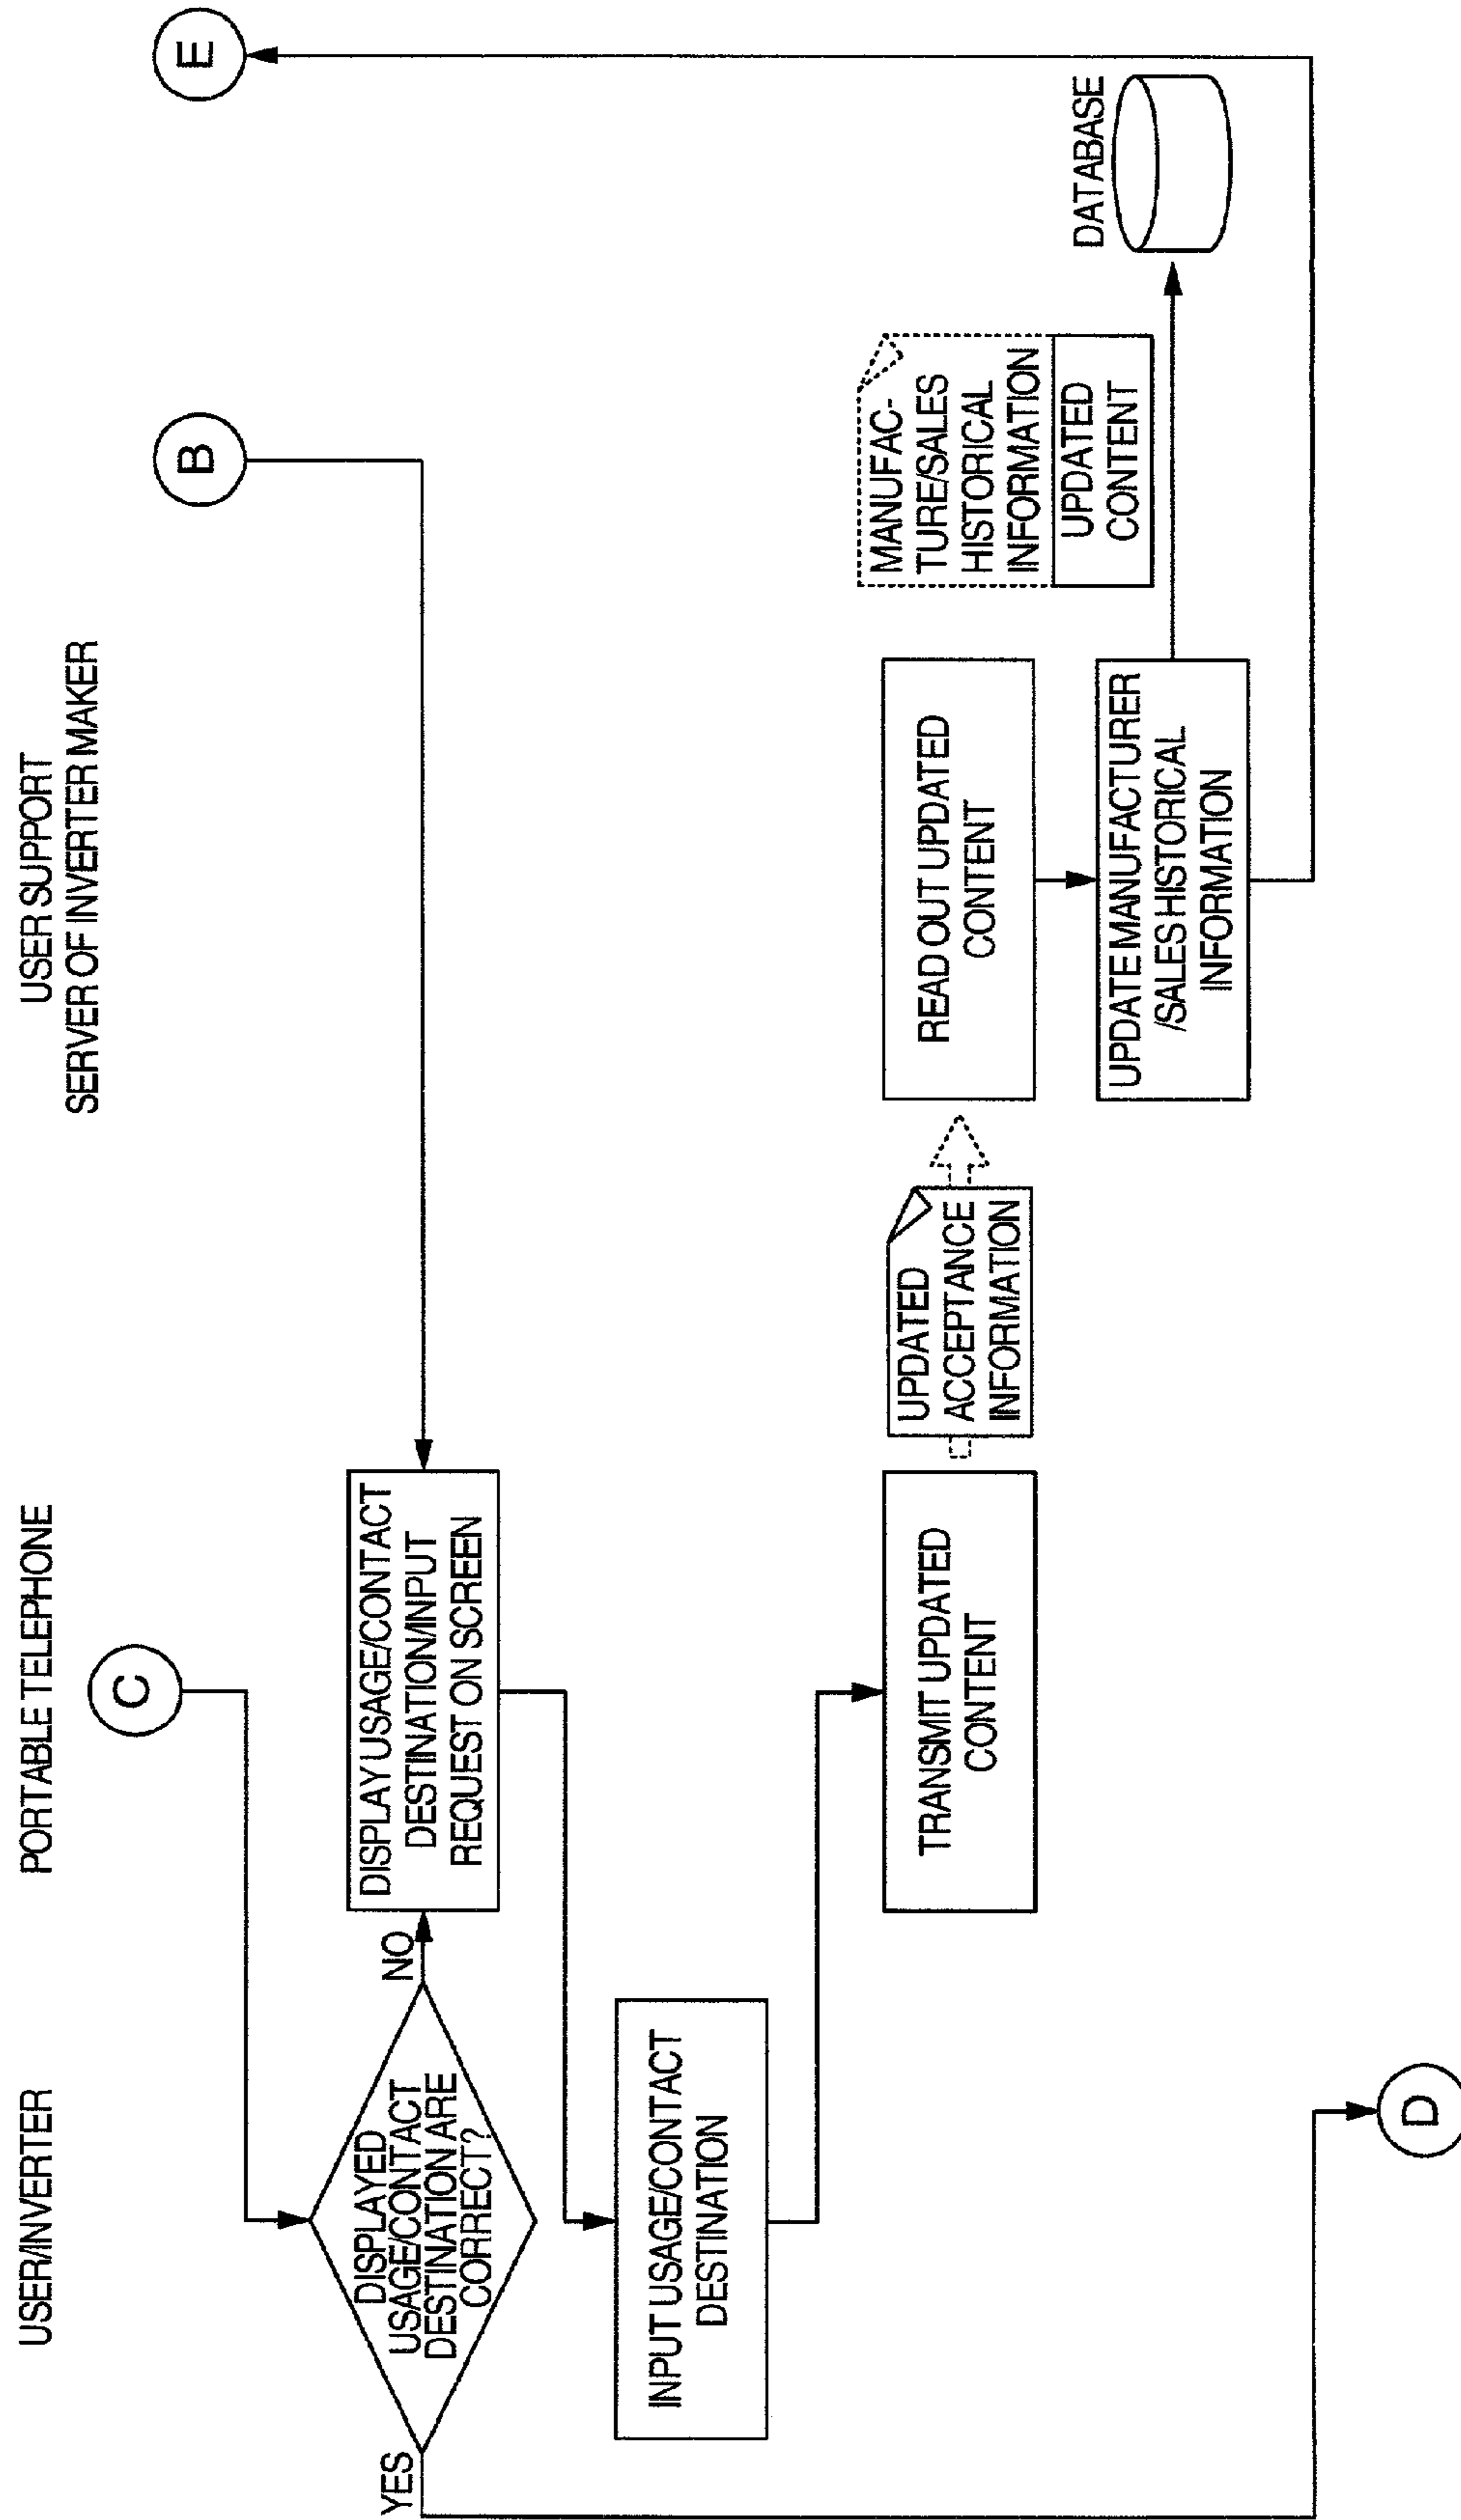 USER/INVERTER
PORTABLE TELEPHONE
USER SUPPORT
SERVER OF INVERTER MAKER
C
B
E
DISPLAYED
USAGE/CONTACT
DESTINATION ARE
CORRECT?
YES
NO
DISPLAY USAGE/CONTACT
DESTINATION/INPUT
REQUEST ON SCREEN
INPUT USAGE/CONTACT
DESTINATION
TRANSMIT UPDATED
CONTENT
UPDATED
ACCEPTANCE
INFORMATION
READ OUT UPDATED
CONTENT
MANUFAC-
TURE/SALES
HISTORICAL
INFORMATION
UPDATED
CONTENT
UPDATE MANUFACTURER
/SALES HISTORICAL
INFORMATION
DATABASE
D